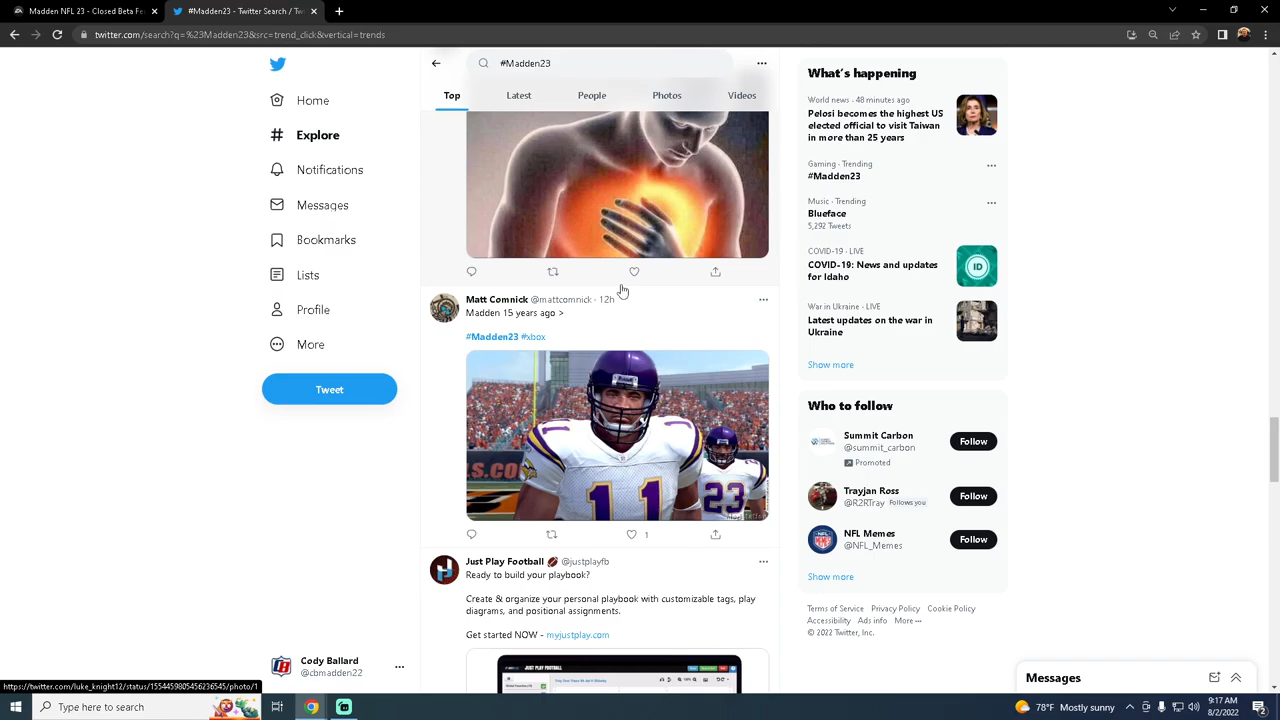 Madden NFL 23 - Closed Beta Fe
#Madden23 - Twitter Search / Tw
twitter.com/search?q=%23Madden23&src=trend_click&vertical=trends
#Madden23
Top
Latest
People
Photos
Videos
Home
Explore
Notifications
Messages
Bookmarks
Lists
Profile
More
Tweet
Cody Ballard
@cbmadden22
Matt Comnick @mattcomnick · 12h
Madden 15 years ago >
#Madden23 #xbox
11
23
1
Just Play Football 🏈 @justplayfb
Ready to build your playbook?
Create & organize your personal playbook with customizable tags, play
diagrams, and positional assignments.
Get started NOW - myjustplay.com
What's happening
World news · 48 minutes ago
Pelosi becomes the highest US
elected official to visit Taiwan
in more than 25 years
Gaming · Trending
#Madden23
Music · Trending
Blueface
5,292 Tweets
COVID-19 · LIVE
COVID-19: News and updates
for Idaho
War in Ukraine · LIVE
Latest updates on the war in
Ukraine
Show more
Who to follow
Summit Carbon
@summit_carbon
Promoted
Follow
Trayjan Ross
@R2RTray Follows you
Follow
NFL Memes
@NFL_Memes
Follow
Show more
Terms of Service Privacy Policy Cookie Policy
Accessibility Ads info More ···
© 2022 Twitter, Inc.
Messages
https://twitter.com/luke_knight12/status/1554459805456236545/photo/1
Type here to search
78°F Mostly sunny
9:17 AM
8/2/2022